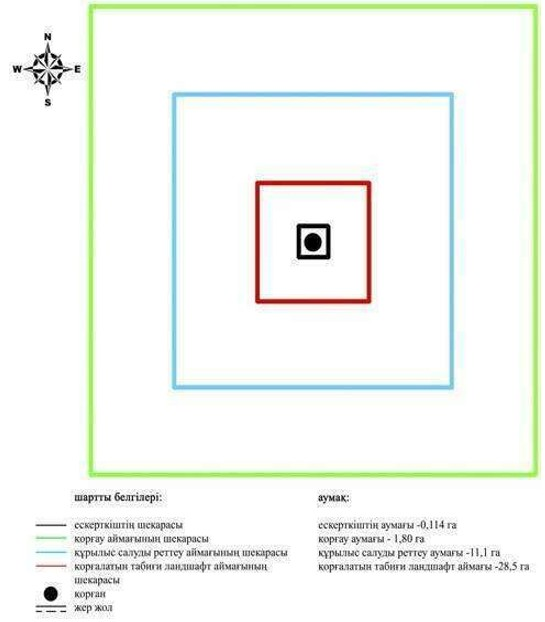 N
W E
S
шартты белгілері:
аумақ:
ескерткіштің шекарасы
қорғау аймағының шекарасы
құрылыс салуды реттеу аймағының шекарасы
қорғалатын табиғи ландшафт аймағының
шекарасы
қорған
жер жол
ескерткіштің аумағы -0,114 га
қорғау аумағы - 1,80 га
құрылыс салуды реттеу аумағы -11,1 га
қорғалатын табиғи ландшафт аймағы -28,5 га